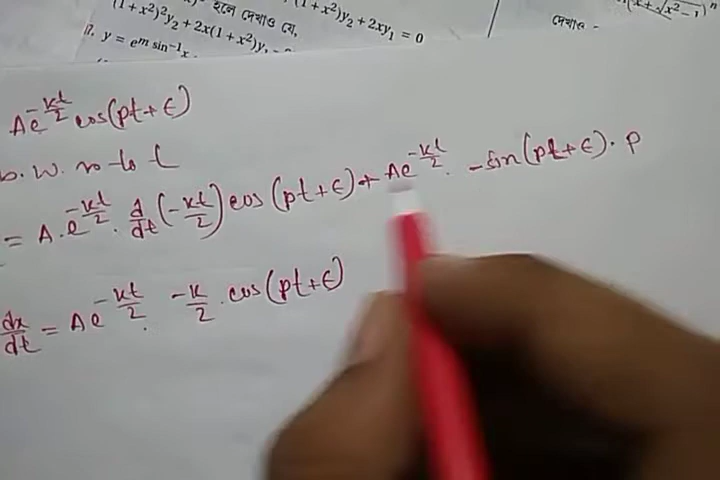 (1+x²)²y₂ + 2x(1+x²)y₁ হলে দেখাও যে,
(1+x²)y₂ + 2xy₁ = 0
দেখাও
(x+√x²−1)ⁿ
y = e^{m sin⁻¹x}
Ae^{-kt/2} cos(pt+ϵ)
D. W. r. to t
= A. e^{-kt/2} . d/dt (-kt/2) cos(pt+ϵ) + Ae^{-kt/2} . -sin(pt+ϵ) . p
dx/dt = Ae^{-kt/2} . -k/2 . cos(pt+ϵ)